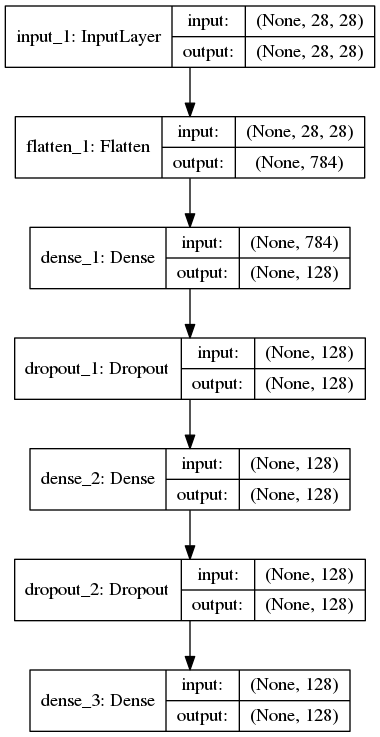 input_1: InputLayer
input: (None, 28, 28)
output: (None, 28, 28)
flatten_1: Flatten
input: (None, 28, 28)
output: (None, 784)
dense_1: Dense
input: (None, 784)
output: (None, 128)
dropout_1: Dropout
input: (None, 128)
output: (None, 128)
dense_2: Dense
input: (None, 128)
output: (None, 128)
dropout_2: Dropout
input: (None, 128)
output: (None, 128)
dense_3: Dense
input: (None, 128)
output: (None, 128)